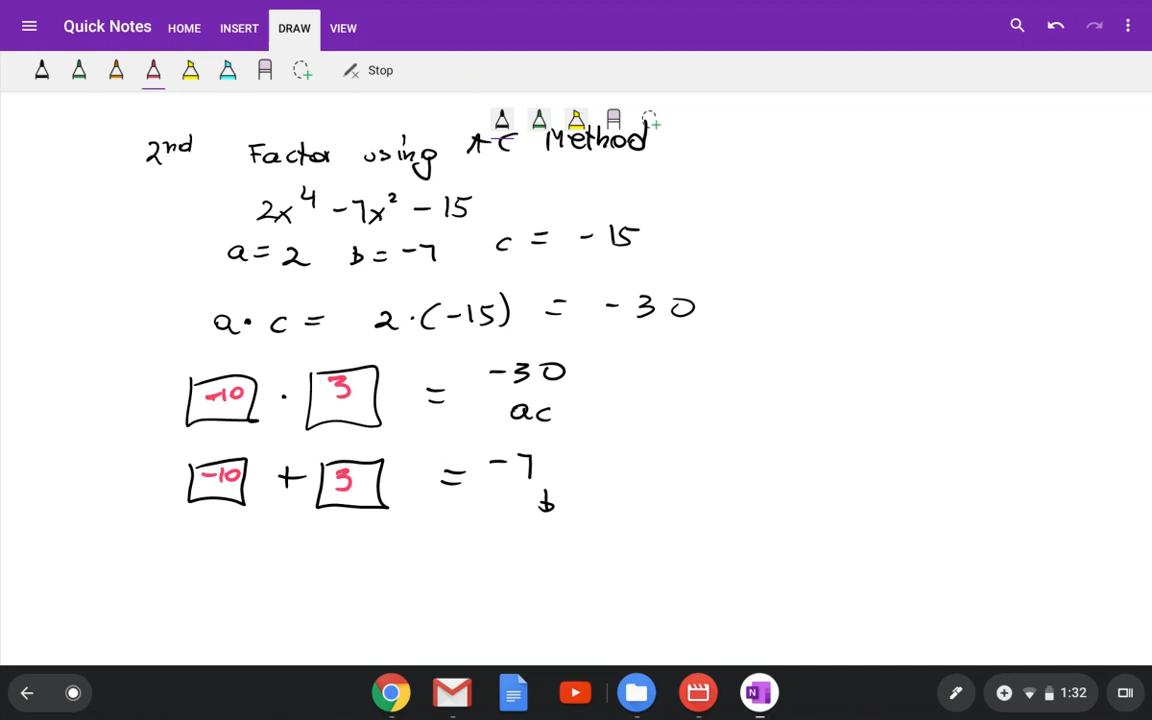 Quick Notes HOME INSERT DRAW VIEW
Stop
2nd Factor using AC Method
2x⁴ - 7x² - 15
a = 2 b = -7 c = -15
a · c = 2 · (-15) = -30
-10 · 3 = -30
ac
-10 + 3 = -7
b
1:32